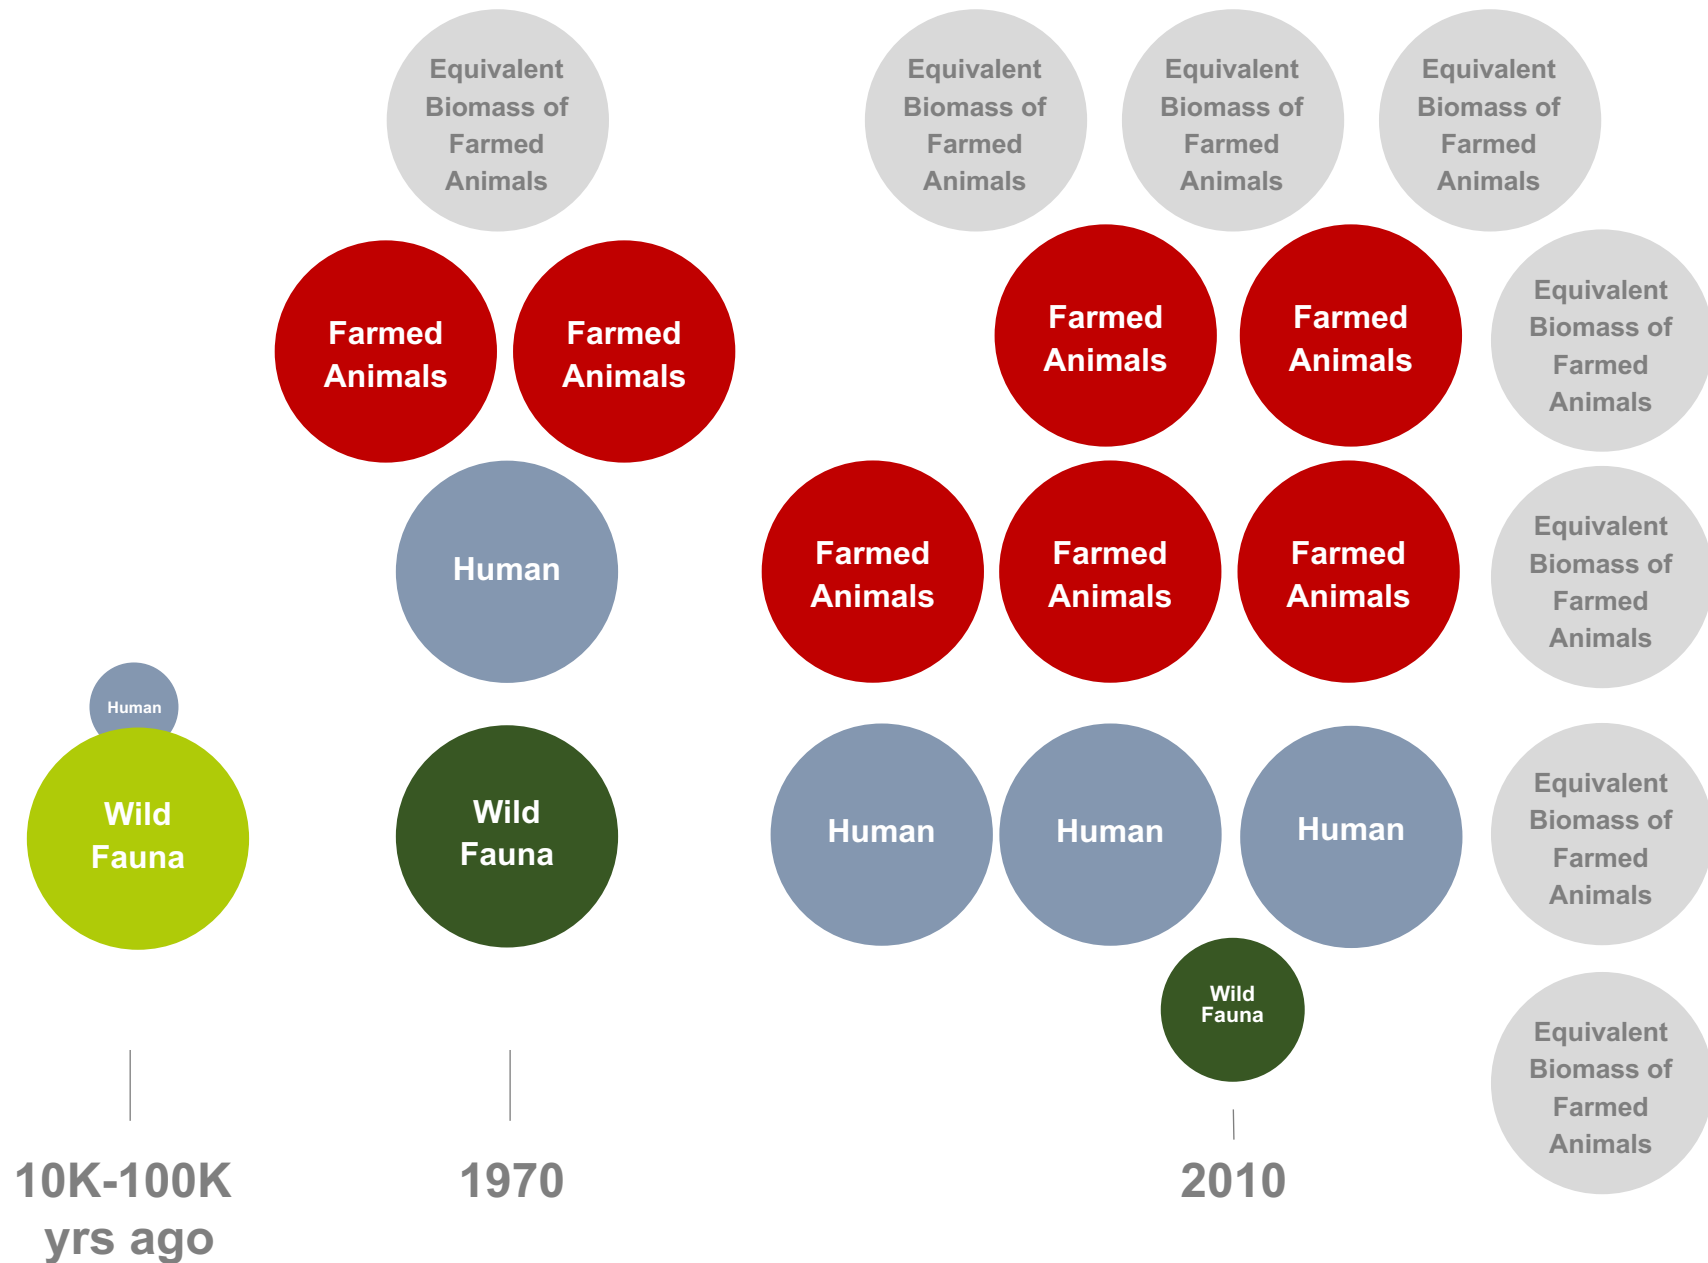 Equivalent
Biomass of
Farmed
Animals
Equivalent
Biomass of
Farmed
Animals
Equivalent
Biomass of
Farmed
Animals
Equivalent
Biomass of
Farmed
Animals
Farmed
Animals
Farmed
Animals
Farmed
Animals
Farmed
Animals
Equivalent
Biomass of
Farmed
Animals
Human
Farmed
Animals
Farmed
Animals
Farmed
Animals
Equivalent
Biomass of
Farmed
Animals
Human
Wild
Fauna
Wild
Fauna
Human
Human
Human
Equivalent
Biomass of
Farmed
Animals
Wild
Fauna
Equivalent
Biomass of
Farmed
Animals
10K-100K
yrs ago
1970
2010